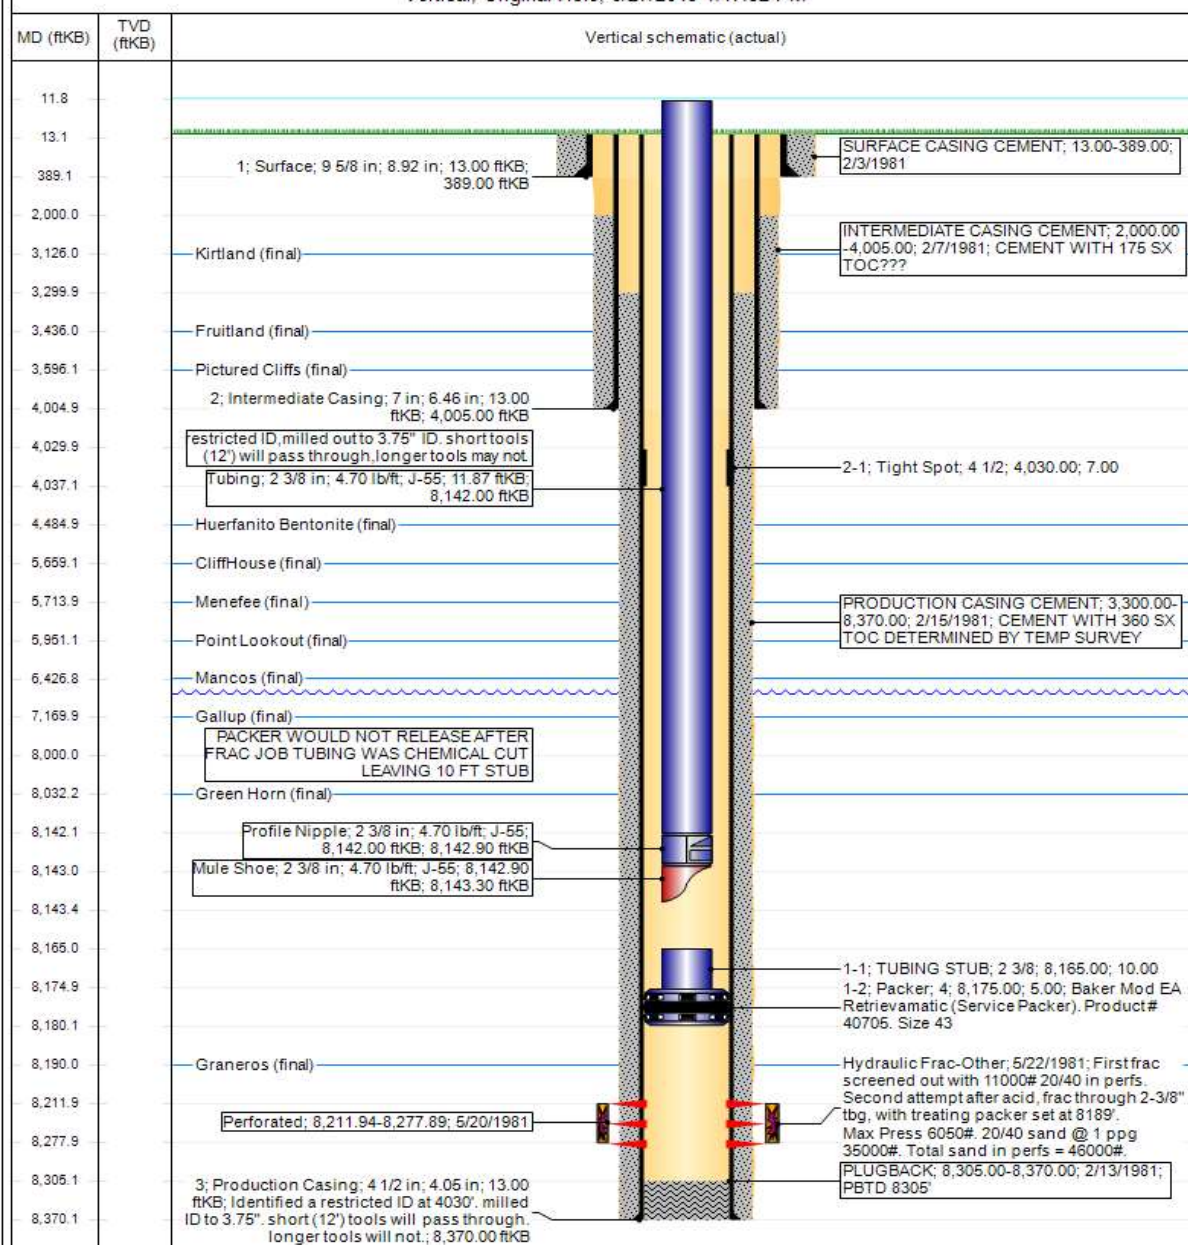 MD (ftKB)
TVD
(ftKB)
Vertical schematic (actual)
11.8
13.1
SURFACE CASING CEMENT; 13.00-389.00;
2/3/1981
1; Surface; 9 5/8 in; 8.92 in; 13.00 ftKB;
389.00 ftKB
389.1
2,000.0
INTERMEDIATE CASING CEMENT; 2,000.00
-4,005.00; 2/7/1981; CEMENT WITH 175 SX
TOC???
3,126.0
Kirtland (final)
3,299.9
3,436.0
Fruitland (final)
3,596.1
Pictured Cliffs (final)
2; Intermediate Casing; 7 in; 6.46 in; 13.00
ftKB; 4,005.00 ftKB
4,004.9
restricted ID,milled out to 3.75" ID. short tools
(12') will pass through,longer tools may not.
4,029.9
2-1; Tight Spot; 4 1/2; 4,030.00; 7.00
Tubing; 2 3/8 in; 4.70 lb/ft; J-55; 11.87 ftKB;
8,142.00 ftKB
4,037.1
4,484.9
Huerfanito Bentonite (final)
5,659.1
CliffHouse (final)
5,713.9
Menefee (final)
PRODUCTION CASING CEMENT; 3,300.00-
8,370.00; 2/15/1981; CEMENT WITH 360 SX
TOC DETERMINED BY TEMP SURVEY
5,951.1
Point Lookout (final)
6,426.8
Mancos (final)
7,169.9
Gallup (final)
PACKER WOULD NOT RELEASE AFTER
FRAC JOB TUBING WAS CHEMICAL CUT
LEAVING 10 FT STUB
8,000.0
8,032.2
Green Horn (final)
8,142.1
Profile Nipple; 2 3/8 in; 4.70 lb/ft; J-55;
8,142.00 ftKB; 8,142.90 ftKB
8,143.0
Mule Shoe; 2 3/8 in; 4.70 lb/ft; J-55; 8,142.90
ftKB; 8,143.30 ftKB
8,143.4
8,165.0
1-1; TUBING STUB; 2 3/8; 8,165.00; 10.00
8,174.9
1-2; Packer; 4; 8,175.00; 5.00; Baker Mod EA
Retrievamatic (Service Packer). Product #
40705. Size 43
8,180.1
8,190.0
Graneros (final)
Hydraulic Frac-Other; 5/22/1981; First frac
screened out with 11000# 20/40 in perfs.
Second attempt after acid, frac through 2-3/8"
tbg, with treating packer set at 8189'.
Max Press 6050#. 20/40 sand @ 1 ppg
35000#. Total sand in perfs = 46000#.
8,211.9
Perforated; 8,211.94-8,277.89; 5/20/1981
8,277.9
8,305.1
PLUGBACK; 8,305.00-8,370.00; 2/13/1981;
PBTD 8305'
3; Production Casing; 4 1/2 in; 4.05 in; 13.00
ftKB; Identified a restricted ID at 4030'. milled
ID to 3.75". short (12') tools will pass through.
longer tools will not.; 8,370.00 ftKB
8,370.1